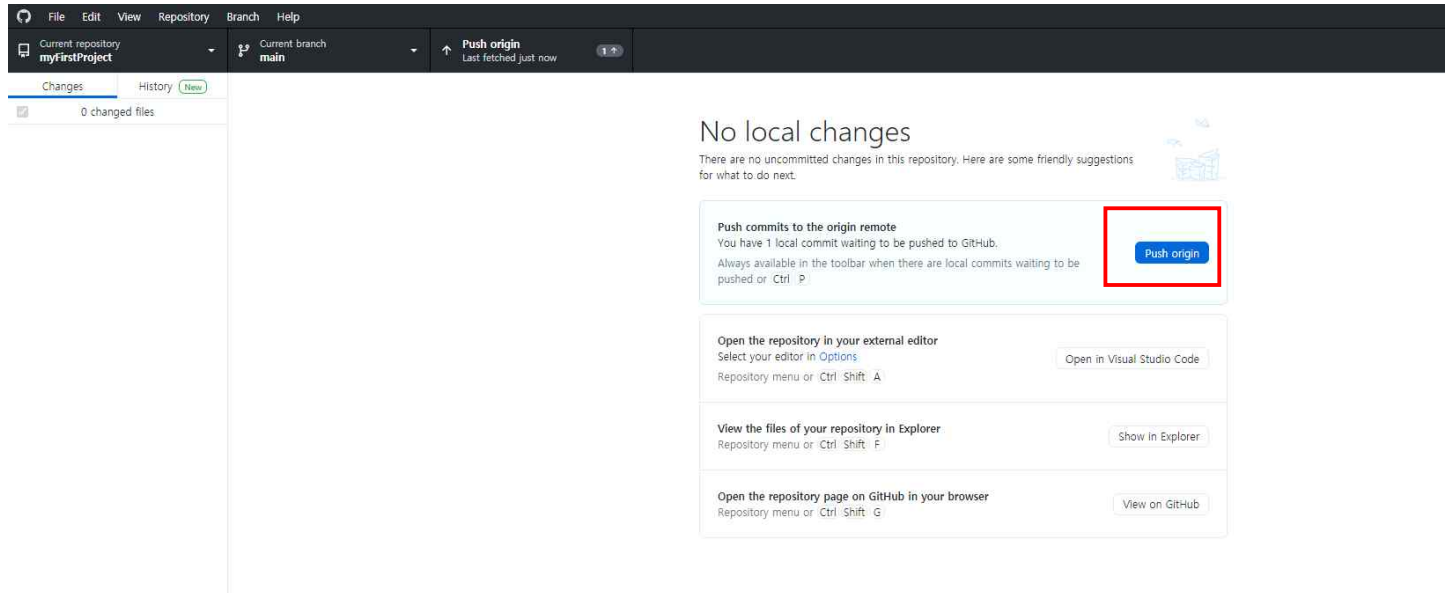 File Edit View Repository Branch Help
Current repository
myFirstProject
Current branch
main
Push origin
Last fetched just now
1
Changes
History New
0 changed files
No local changes
There are no uncommitted changes in this repository. Here are some friendly suggestions
for what to do next.
Push commits to the origin remote
You have 1 local commit waiting to be pushed to GitHub.
Always available in the toolbar when there are local commits waiting to be
pushed or Ctrl P
Push origin
Open the repository in your external editor
Select your editor in Options
Repository menu or Ctrl Shift A
Open in Visual Studio Code
View the files of your repository in Explorer
Repository menu or Ctrl Shift F
Show in Explorer
Open the repository page on GitHub in your browser
Repository menu or Ctrl Shift G
View on GitHub